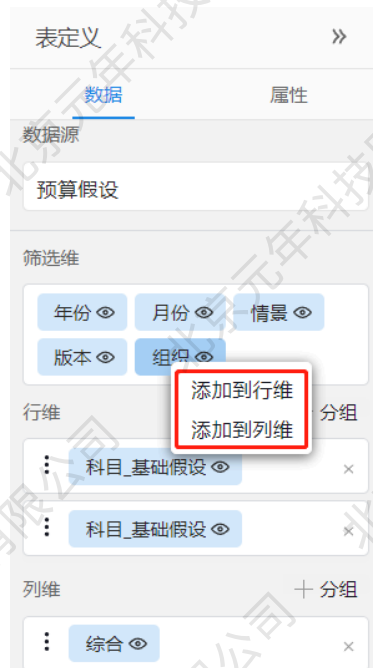 表定义 »
数据 属性
数据源
预算假设
筛选维
年份 月份 情景
版本 组织
添加到行维
行维 分组
添加到列维
科目_基础假设 ×
科目_基础假设 ×
列维 + 分组
综合 ×